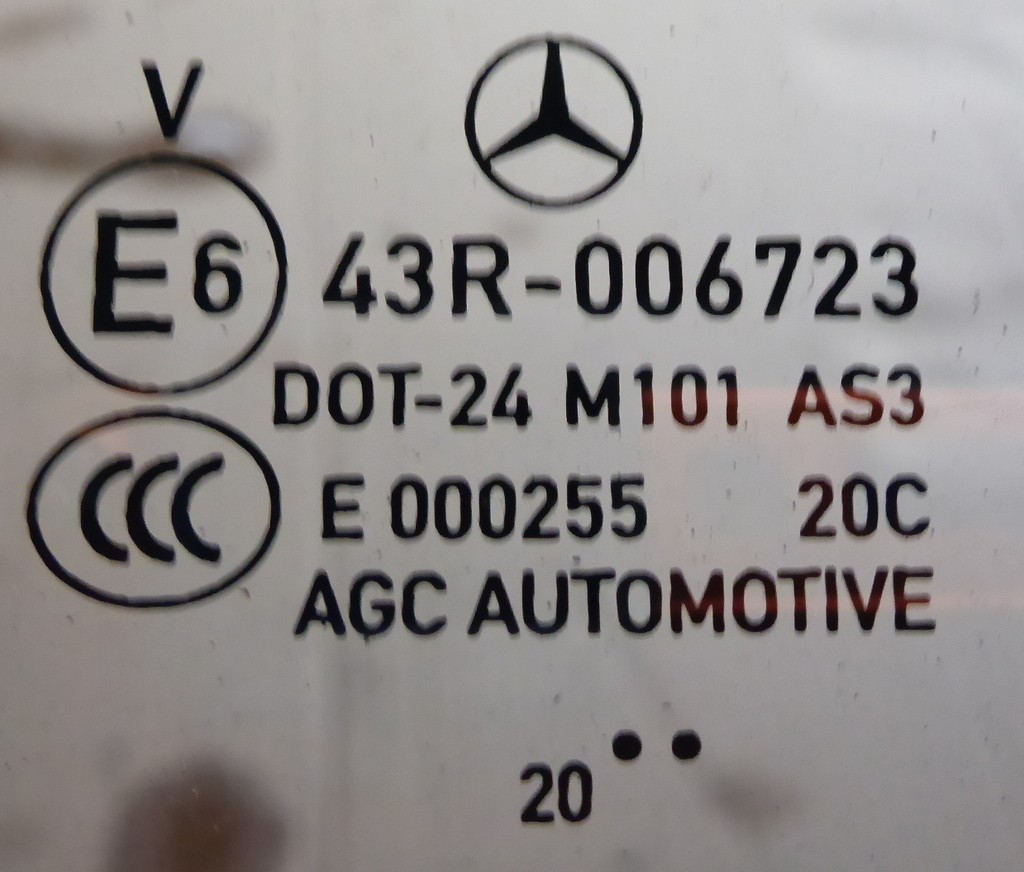 V
E6 43R-006723
DOT-24 M101 AS3
CCC E 000255 20C
AGC AUTOMOTIVE
20 ••